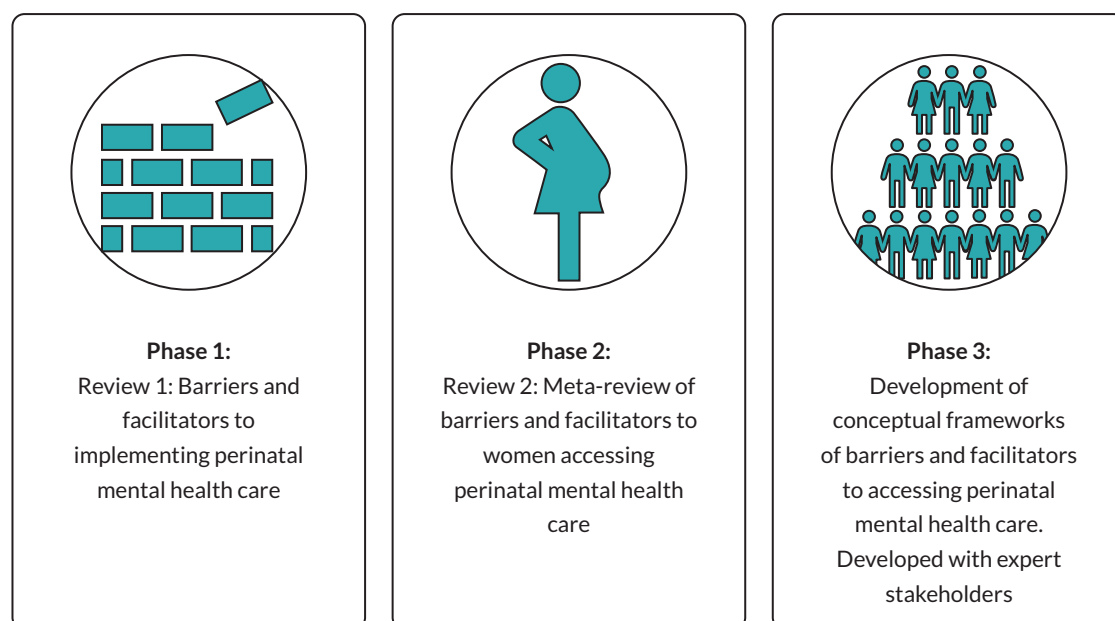 Phase 1:
Review 1: Barriers and
facilitators to
implementing perinatal
mental health care
Phase 2:
Review 2: Meta-review of
barriers and facilitators to
women accessing
perinatal mental health
care
Phase 3:
Development of
conceptual frameworks
of barriers and facilitators
to accessing perinatal
mental health care.
Developed with expert
stakeholders